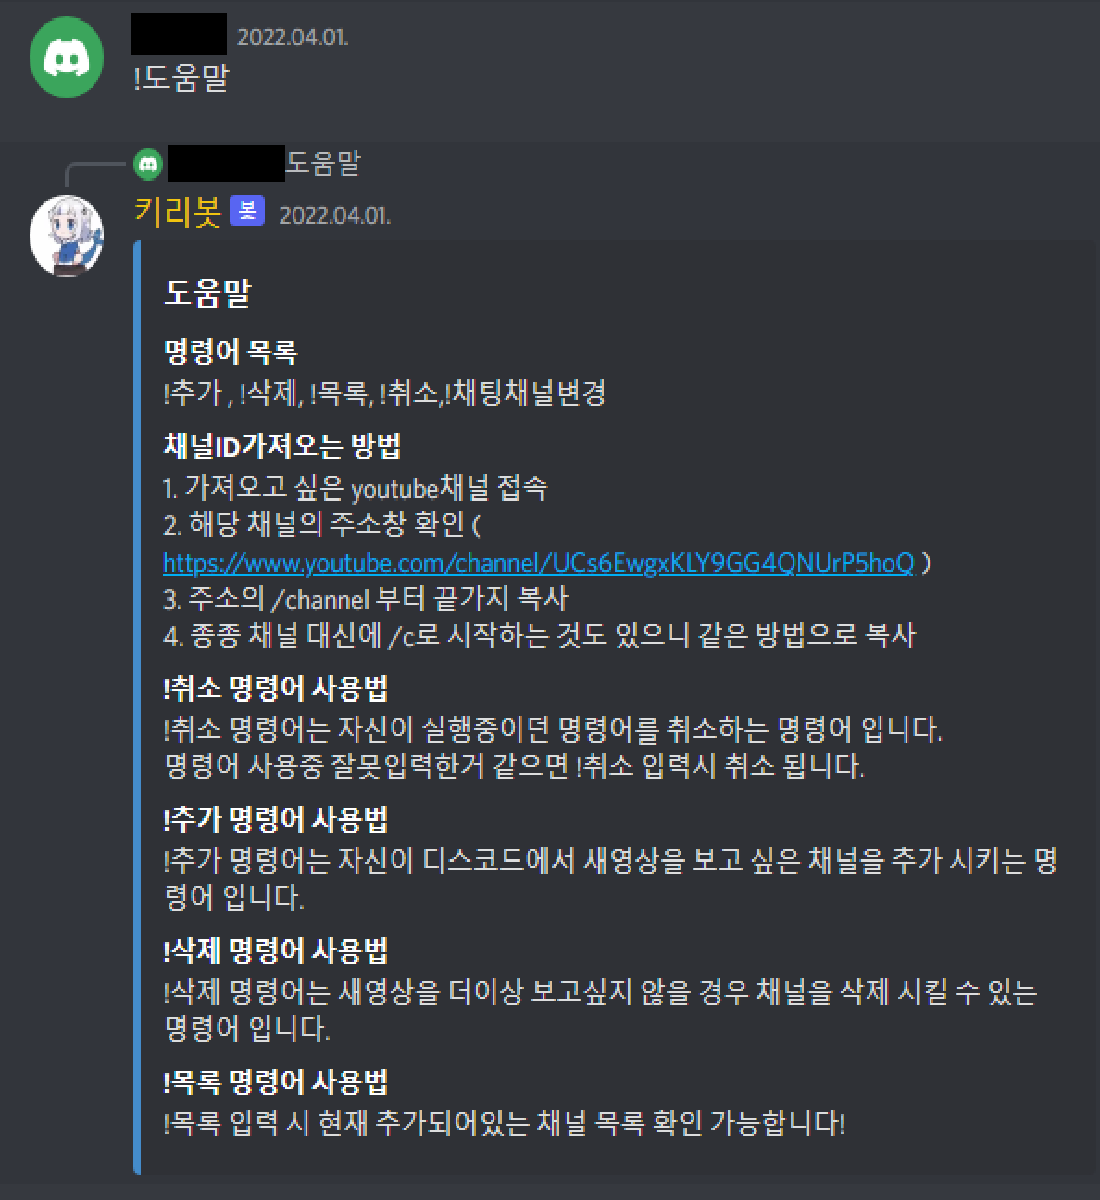 2022.04.01.
!도움말
도움말
키리봇 봇 2022.04.01.
도움말
명령어 목록
!추가 , !삭제, !목록, !취소,!채팅채널변경
채널ID가져오는 방법
1. 가져오고 싶은 youtube채널 접속
2. 해당 채널의 주소창 확인 (
https://www.youtube.com/channel/UCs6EwgxKLY9GG4QNUrP5hoQ )
3. 주소의 /channel 부터 끝가지 복사
4. 종종 채널 대신에 /c로 시작하는 것도 있으니 같은 방법으로 복사
!취소 명령어 사용법
!취소 명령어는 자신이 실행중이던 명령어를 취소하는 명령어 입니다.
명령어 사용중 잘못입력한거 같으면 !취소 입력시 취소 됩니다.
!추가 명령어 사용법
!추가 명령어는 자신이 디스코드에서 새영상을 보고 싶은 채널을 추가 시키는 명
령어 입니다.
!삭제 명령어 사용법
!삭제 명령어는 새영상을 더이상 보고싶지 않을 경우 채널을 삭제 시킬 수 있는
명령어 입니다.
!목록 명령어 사용법
!목록 입력 시 현재 추가되어있는 채널 목록 확인 가능합니다!